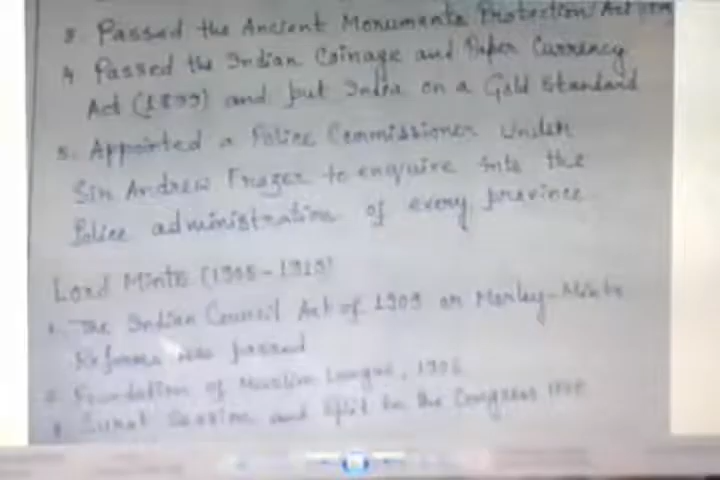 3. Passed the Ancient Monuments Protection Act
4. Passed the Indian Coinage and Paper Currency
Act (1899) and put India on a Gold Standard
5. Appointed a Police Commissioner Under
Sir Andrew Frazer to enquire into the
Police administration of every province
Lord Minto (1905-1910)
1. The Indian Council Act of 1909 or Morley-Minto
Reforms was passed
2. Foundation of Muslim League, 1906
3. Surat Session and split in the Congress